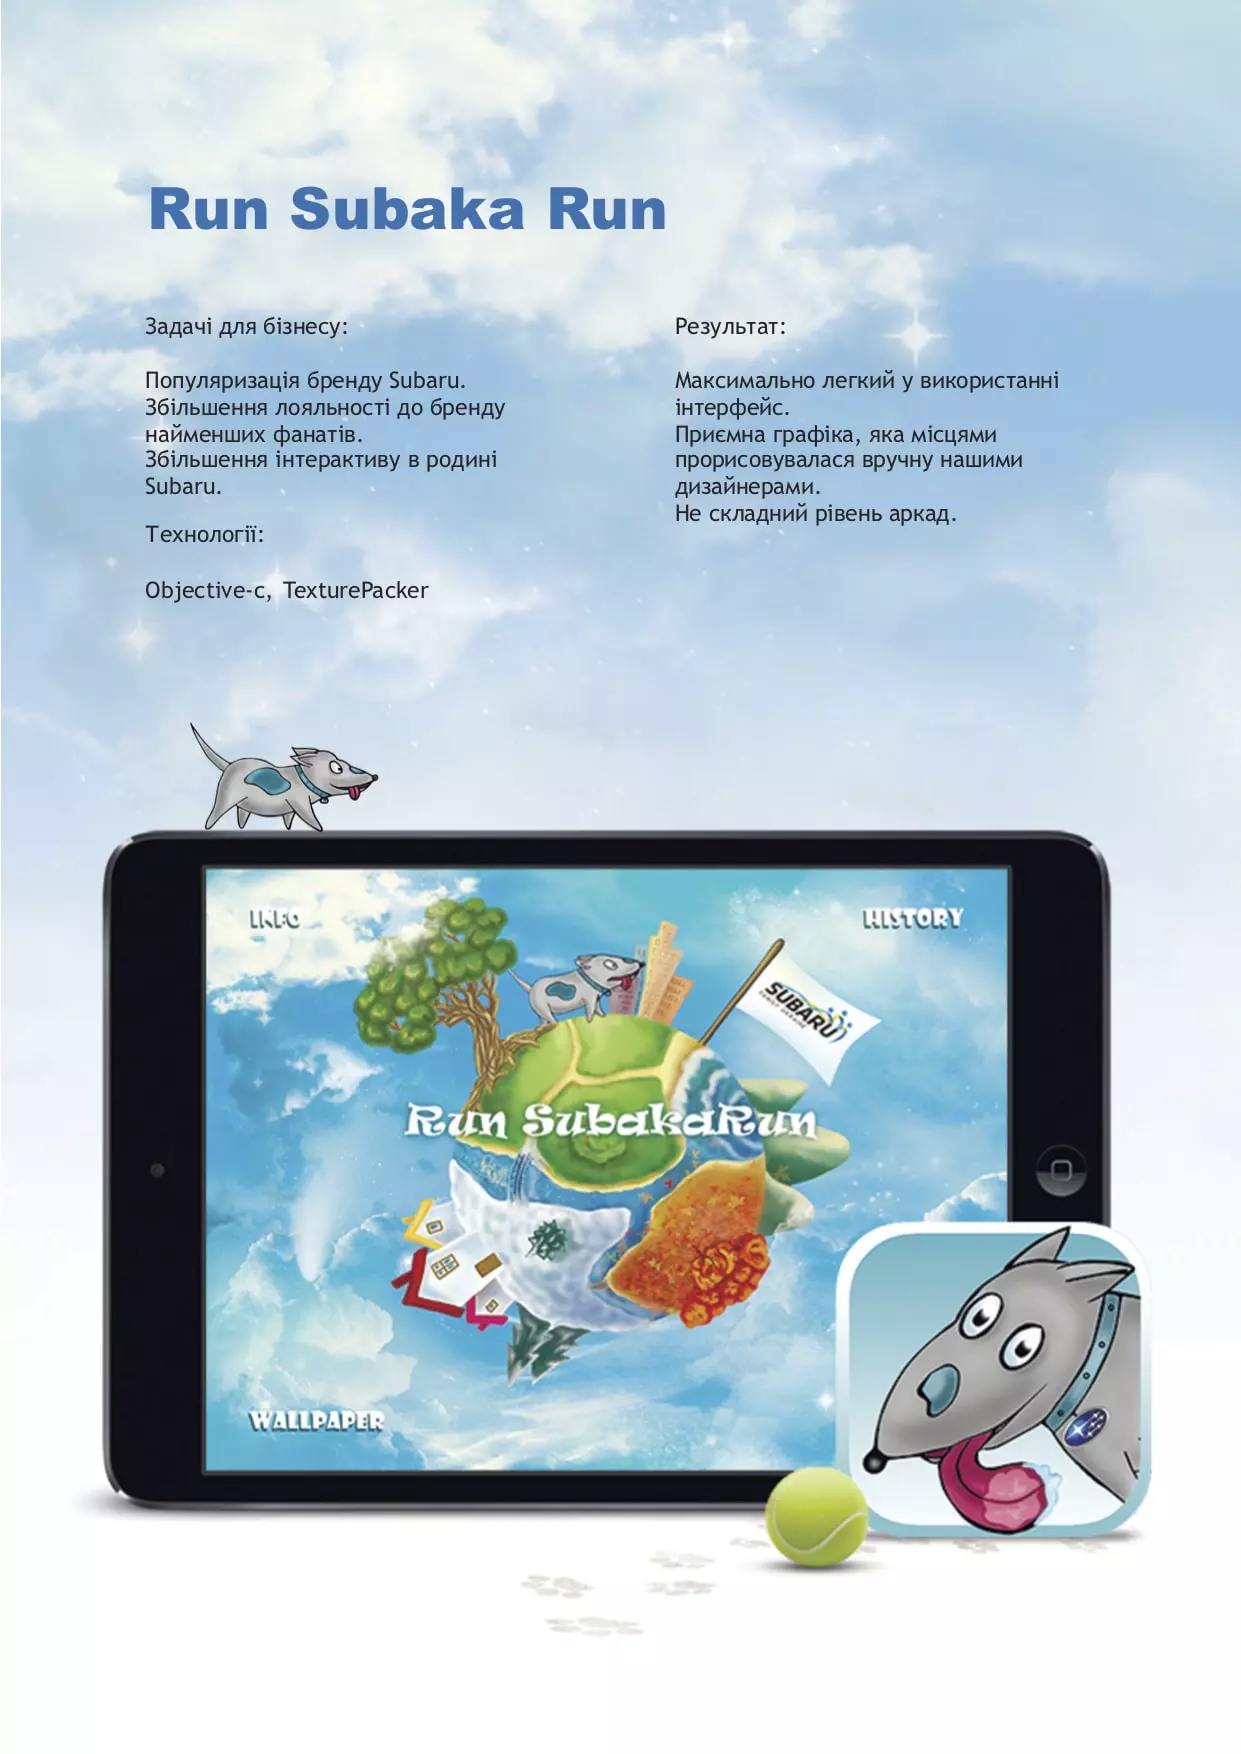 Run Subaka Run
Задачі для бізнесу:
Популяризація бренду Subaru.
Збільшення лояльності до бренду
найменших фанатів.
Збільшення інтерактиву в родині
Subaru.
Технології:
Objective-c, TexturePacker
Результат:
Максимально легкий у використанні
інтерфейс.
Приємна графіка, яка місцями
прорисовувалася вручну нашими
дизайнерами.
Не складний рівень аркад.
INFO
HISTORY
SUBARU
FAMILY UKRAINE
Run SubakaRun
WALLPAPER